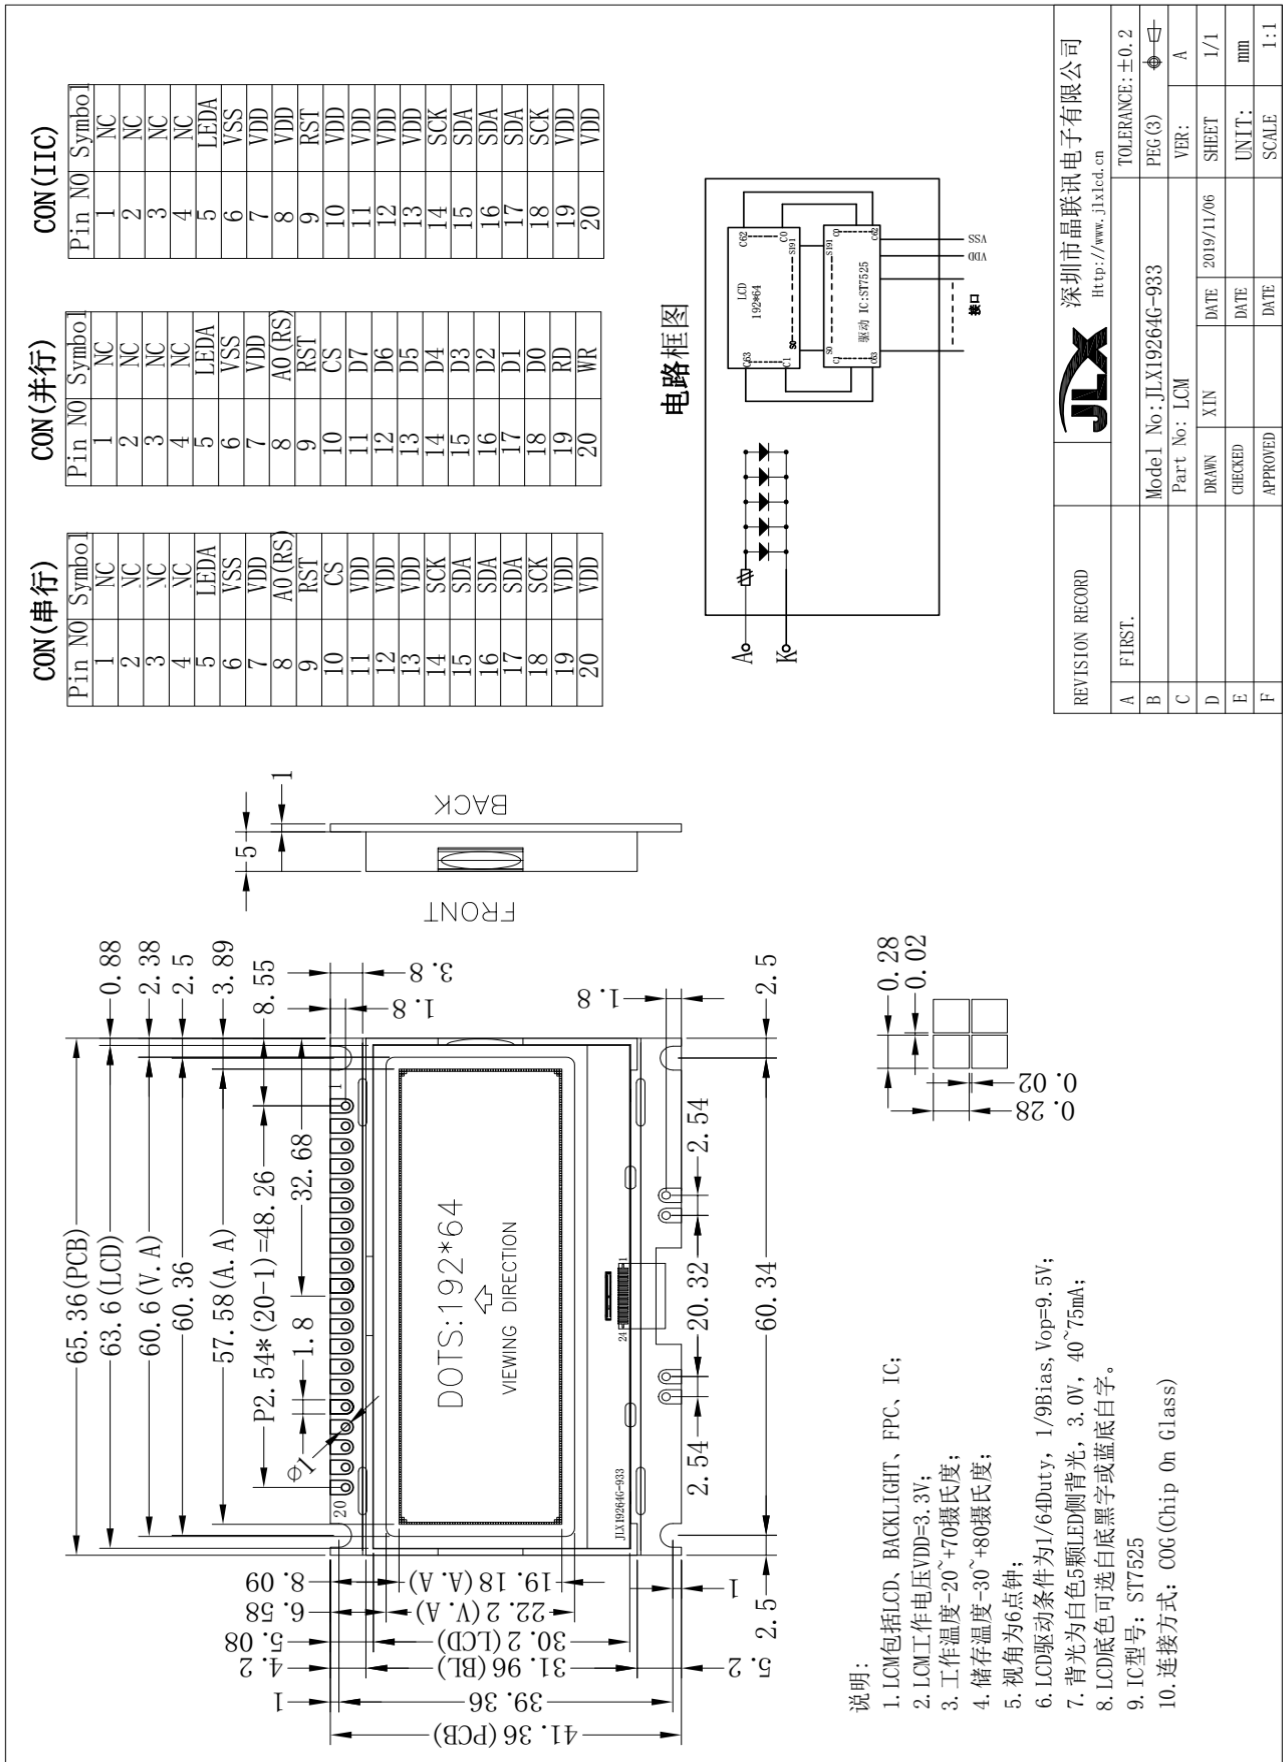 CON(串行)
Pin NO Symbol
1 NC
2 NC
3 NC
4 NC
5 LEDA
6 VSS
7 VDD
8 A0(RS)
9 RST
10 CS
11 VDD
12 VDD
13 VDD
14 SCK
15 SDA
16 SDA
17 SDA
18 SCK
19 VDD
20 VDD
CON(并行)
Pin NO Symbol
1 NC
2 NC
3 NC
4 NC
5 LEDA
6 VSS
7 VDD
8 A0(RS)
9 RST
10 CS
11 D7
12 D6
13 D5
14 D4
15 D3
16 D2
17 D1
18 D0
19 RD
20 WR
CON(IIC)
Pin NO Symbol
1 NC
2 NC
3 NC
4 NC
5 LEDA
6 VSS
7 VDD
8 VDD
9 RST
10 VDD
11 VDD
12 VDD
13 VDD
14 SCK
15 SDA
16 SDA
17 SDA
18 SCK
19 VDD
20 VDD
65.36(PCB)
0.88
63.6(LCD)
2.38
60.6(V.A)
2.5
60.36
3.89
57.58(A.A)
8.55
P2.54*(20-1)=48.26
32.68
1.8
φ1
20
1
3.8
1.8
1.8
8.09
19.18(A.A)
6.58
22.2(V.A)
5.08
30.2(LCD)
4.2
31.96(BL)
5.2
1
39.36
1
41.36(PCB)
DOTS:192*64
VIEWING DIRECTION
JLX19264G-933
24
1
2.54
20.32
2.54
2.5
60.34
2.5
5
1
FRONT
BACK
0.28
0.02
0.02
0.28
电路框图
A
K
LCD
192*64
C63
C1
C62
C0
S0
S191
驱动 IC:ST7525
S0
S191
C1
C63
C0
C62
VDD
VSS
接口
说明:
1.LCM包括LCD、BACKLIGHT、FPC、IC;
2.LCM工作电压VDD=3.3V;
3.工作温度-20~+70摄氏度;
4.储存温度-30~+80摄氏度;
5.视角为6点钟;
6.LCD驱动条件为1/64Duty, 1/9Bias,Vop=9.5V;
7.背光为白色5颗LED侧背光, 3.0V, 40~75mA;
8.LCD底色可选白底黑字或蓝底白字。
9.IC型号: ST7525
10.连接方式: COG(Chip On Glass)
REVISION RECORD
A FIRST.
B
C
D
E
F
JLX
深圳市晶联讯电子有限公司
Http://www.jlxlcd.cn
Model No:JLX19264G-933
Part No: LCM
DRAWN XIN DATE 2019/11/06
CHECKED DATE
APPROVED DATE
TOLERANCE:±0.2
PEG(3)
VER: A
SHEET 1/1
UNIT: mm
SCALE 1:1